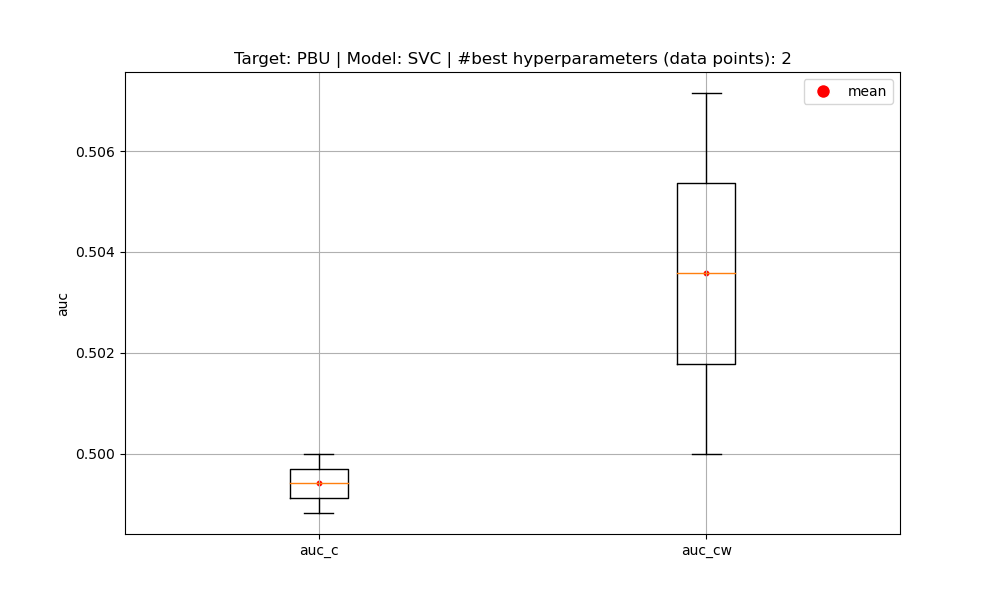 Target: PBU | Model: SVC | #best hyperparameters (data points): 2
mean
0.506
0.504
0.502
0.500
auc
auc_c
auc_cw